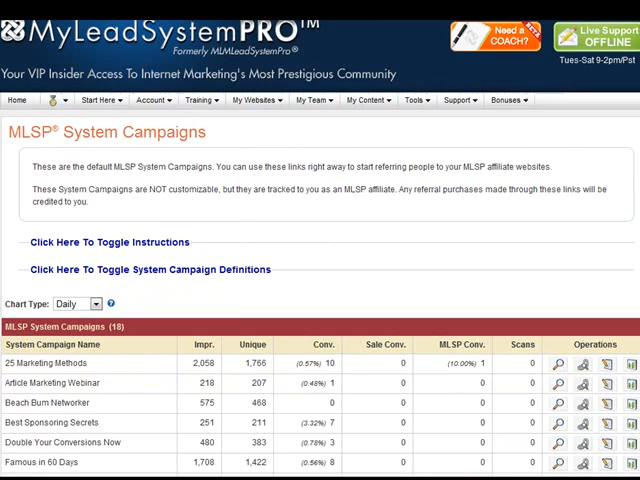 MyLeadSystemPRO™
Formerly MLMLeadSystemPro®
Your VIP Insider Access To Internet Marketing's Most Prestigious Community
Need a COACH?
BETA
Live Support
OFFLINE
Tues-Sat 9-2pm/Pst
Home Start Here Account Training My Websites My Team My Content Tools Support Bonuses
MLSP® System Campaigns
These are the default MLSP System Campaigns. You can use these links right away to start referring people to your MLSP affiliate websites.
These System Campaigns are NOT customizable, but they are tracked to you as an MLSP affiliate. Any referral purchases made through these links will be
credited to you.
Click Here To Toggle Instructions
Click Here To Toggle System Campaign Definitions
Chart Type: Daily ?
MLSP System Campaigns (18)
System Campaign Name Impr. Unique Conv. Sale Conv. MLSP Conv. Scans Operations
25 Marketing Methods 2,058 1,766 (0.57%) 10 0 (10.00%) 1 0
Article Marketing Webinar 218 207 (0.48%) 1 0 0 0
Beach Bum Networker 575 468 0 0 0 0
Best Sponsoring Secrets 251 211 (3.32%) 7 0 0 0
Double Your Conversions Now 480 383 (0.78%) 3 0 0 0
Famous in 60 Days 1,708 1,422 (0.56%) 8 0 0 0